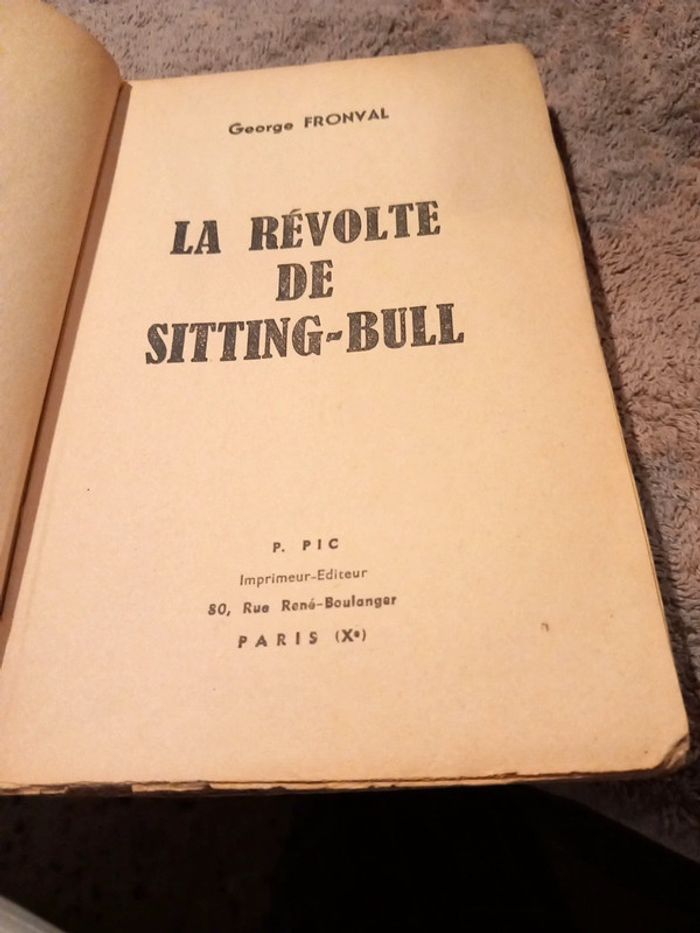 George FRONVAL
LA RÉVOLTE
DE
SITTING-BULL
P. PIC
Imprimeur-Editeur
80, Rue René-Boulanger
PARIS (Xe)